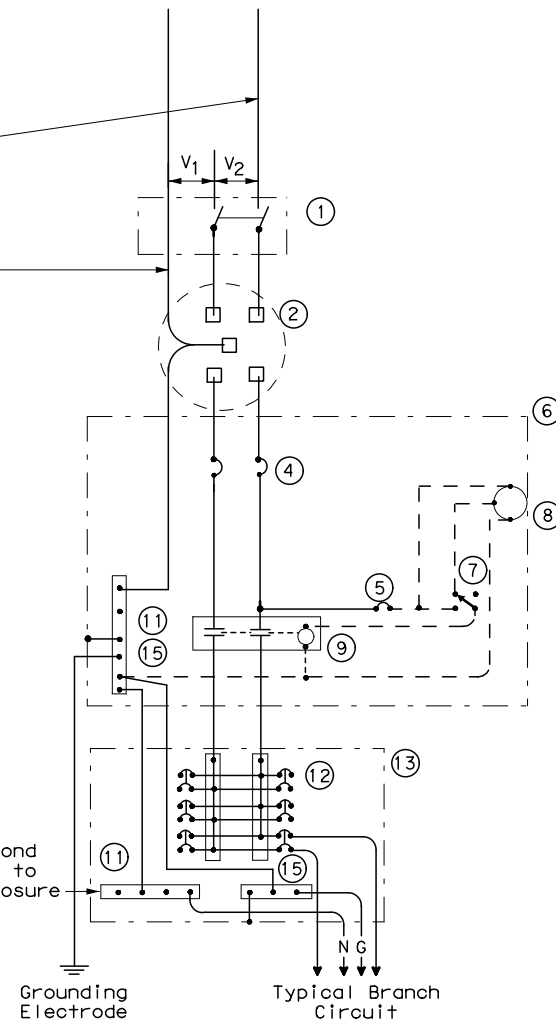 V1 V2
1
2
6
4
8
7
5
11
15
9
13
12
ond
to
osure
11
15
N G
Grounding
Electrode
Typical Branch
Circuit